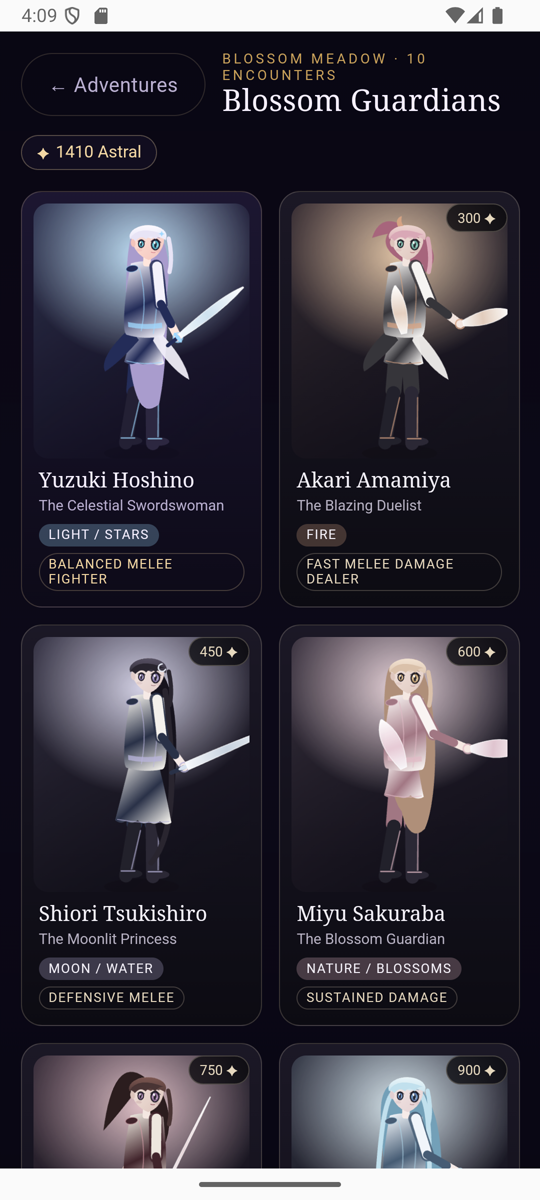 4:09
← Adventures
BLOSSOM MEADOW · 10
ENCOUNTERS
Blossom Guardians
✦ 1410 Astral
300 ✦
Yuzuki Hoshino
The Celestial Swordswoman
LIGHT / STARS
BALANCED MELEE
FIGHTER
Akari Amamiya
The Blazing Duelist
FIRE
FAST MELEE DAMAGE
DEALER
450 ✦
600 ✦
Shiori Tsukishiro
The Moonlit Princess
MOON / WATER
DEFENSIVE MELEE
Miyu Sakuraba
The Blossom Guardian
NATURE / BLOSSOMS
SUSTAINED DAMAGE
750 ✦
900 ✦